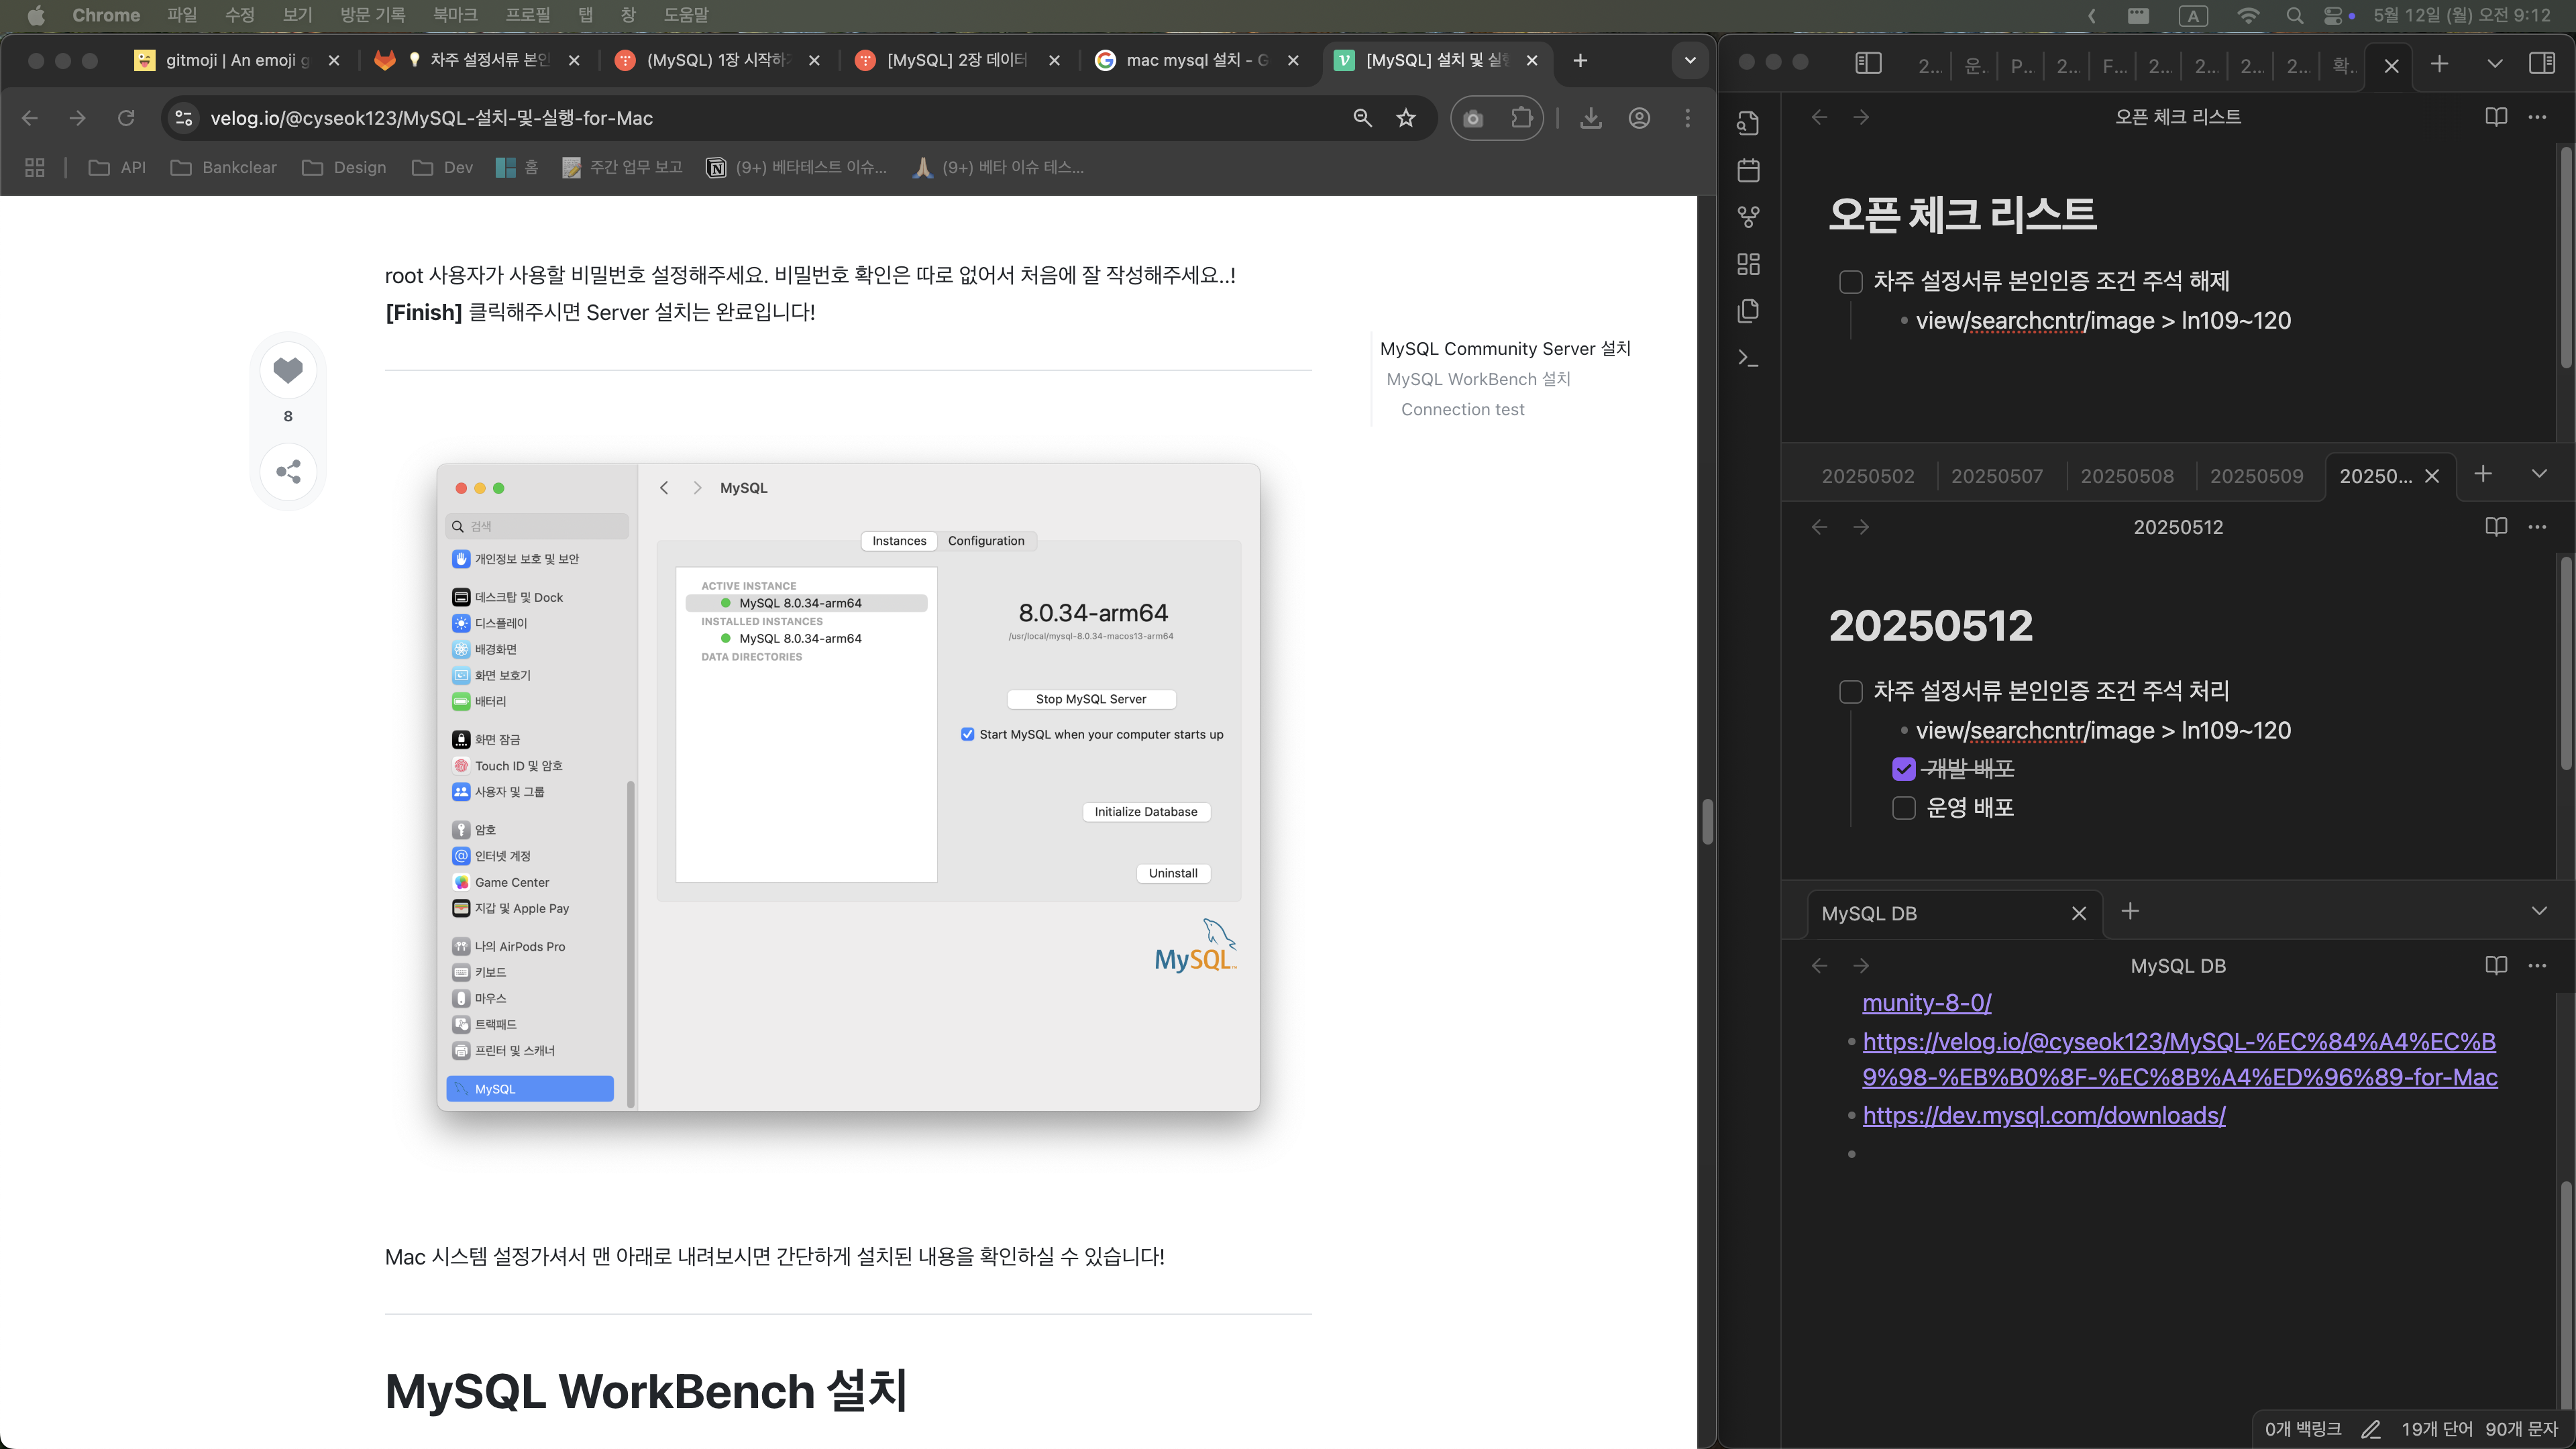 Chrome 파일 수정 보기 방문 기록 북마크 프로필 탭 창 도움말
A 5월 12일 (월) 오전 9:12
gitmoji | An emoji g
차주 설정서류 본인
(MySQL) 1장 시작하
[MySQL] 2장 데이터
mac mysql 설치 - G
[MySQL] 설치 및 실행
velog.io/@cyseok123/MySQL-설치-및-실행-for-Mac
API Bankclear Design Dev 홈 주간 업무 보고 (9+) 베타테스트 이슈... (9+) 베타 이슈 테스...
root 사용자가 사용할 비밀번호 설정해주세요. 비밀번호 확인은 따로 없어서 처음에 잘 작성해주세요..!
[Finish] 클릭해주시면 Server 설치는 완료입니다!
8
MySQL Community Server 설치
MySQL WorkBench 설치
Connection test
MySQL
검색
개인정보 보호 및 보안
데스크탑 및 Dock
디스플레이
배경화면
화면 보호기
배터리
화면 잠금
Touch ID 및 암호
사용자 및 그룹
암호
인터넷 계정
Game Center
지갑 및 Apple Pay
나의 AirPods Pro
키보드
마우스
트랙패드
프린터 및 스캐너
MySQL
Instances Configuration
ACTIVE INSTANCE
MySQL 8.0.34-arm64
INSTALLED INSTANCES
MySQL 8.0.34-arm64
DATA DIRECTORIES
8.0.34-arm64
/usr/local/mysql-8.0.34-macos13-arm64
Stop MySQL Server
Start MySQL when your computer starts up
Initialize Database
Uninstall
MySQL
Mac 시스템 설정가셔서 맨 아래로 내려보시면 간단하게 설치된 내용을 확인하실 수 있습니다!
MySQL WorkBench 설치
2... 운. P... 2... F... 2... 2... 2... 2... 확.
오픈 체크 리스트
오픈 체크 리스트
차주 설정서류 본인인증 조건 주석 해제
view/searchcntr/image > ln109~120
20250502 20250507 20250508 20250509 20250...
20250512
20250512
차주 설정서류 본인인증 조건 주석 처리
view/searchcntr/image > ln109~120
개발 배포
운영 배포
MySQL DB
MySQL DB
munity-8-0/
https://velog.io/@cyseok123/MySQL-%EC%84%A4%EC%B
9%98-%EB%B0%8F-%EC%8B%A4%ED%96%89-for-Mac
https://dev.mysql.com/downloads/
0개 백링크 19개 단어 90개 문자